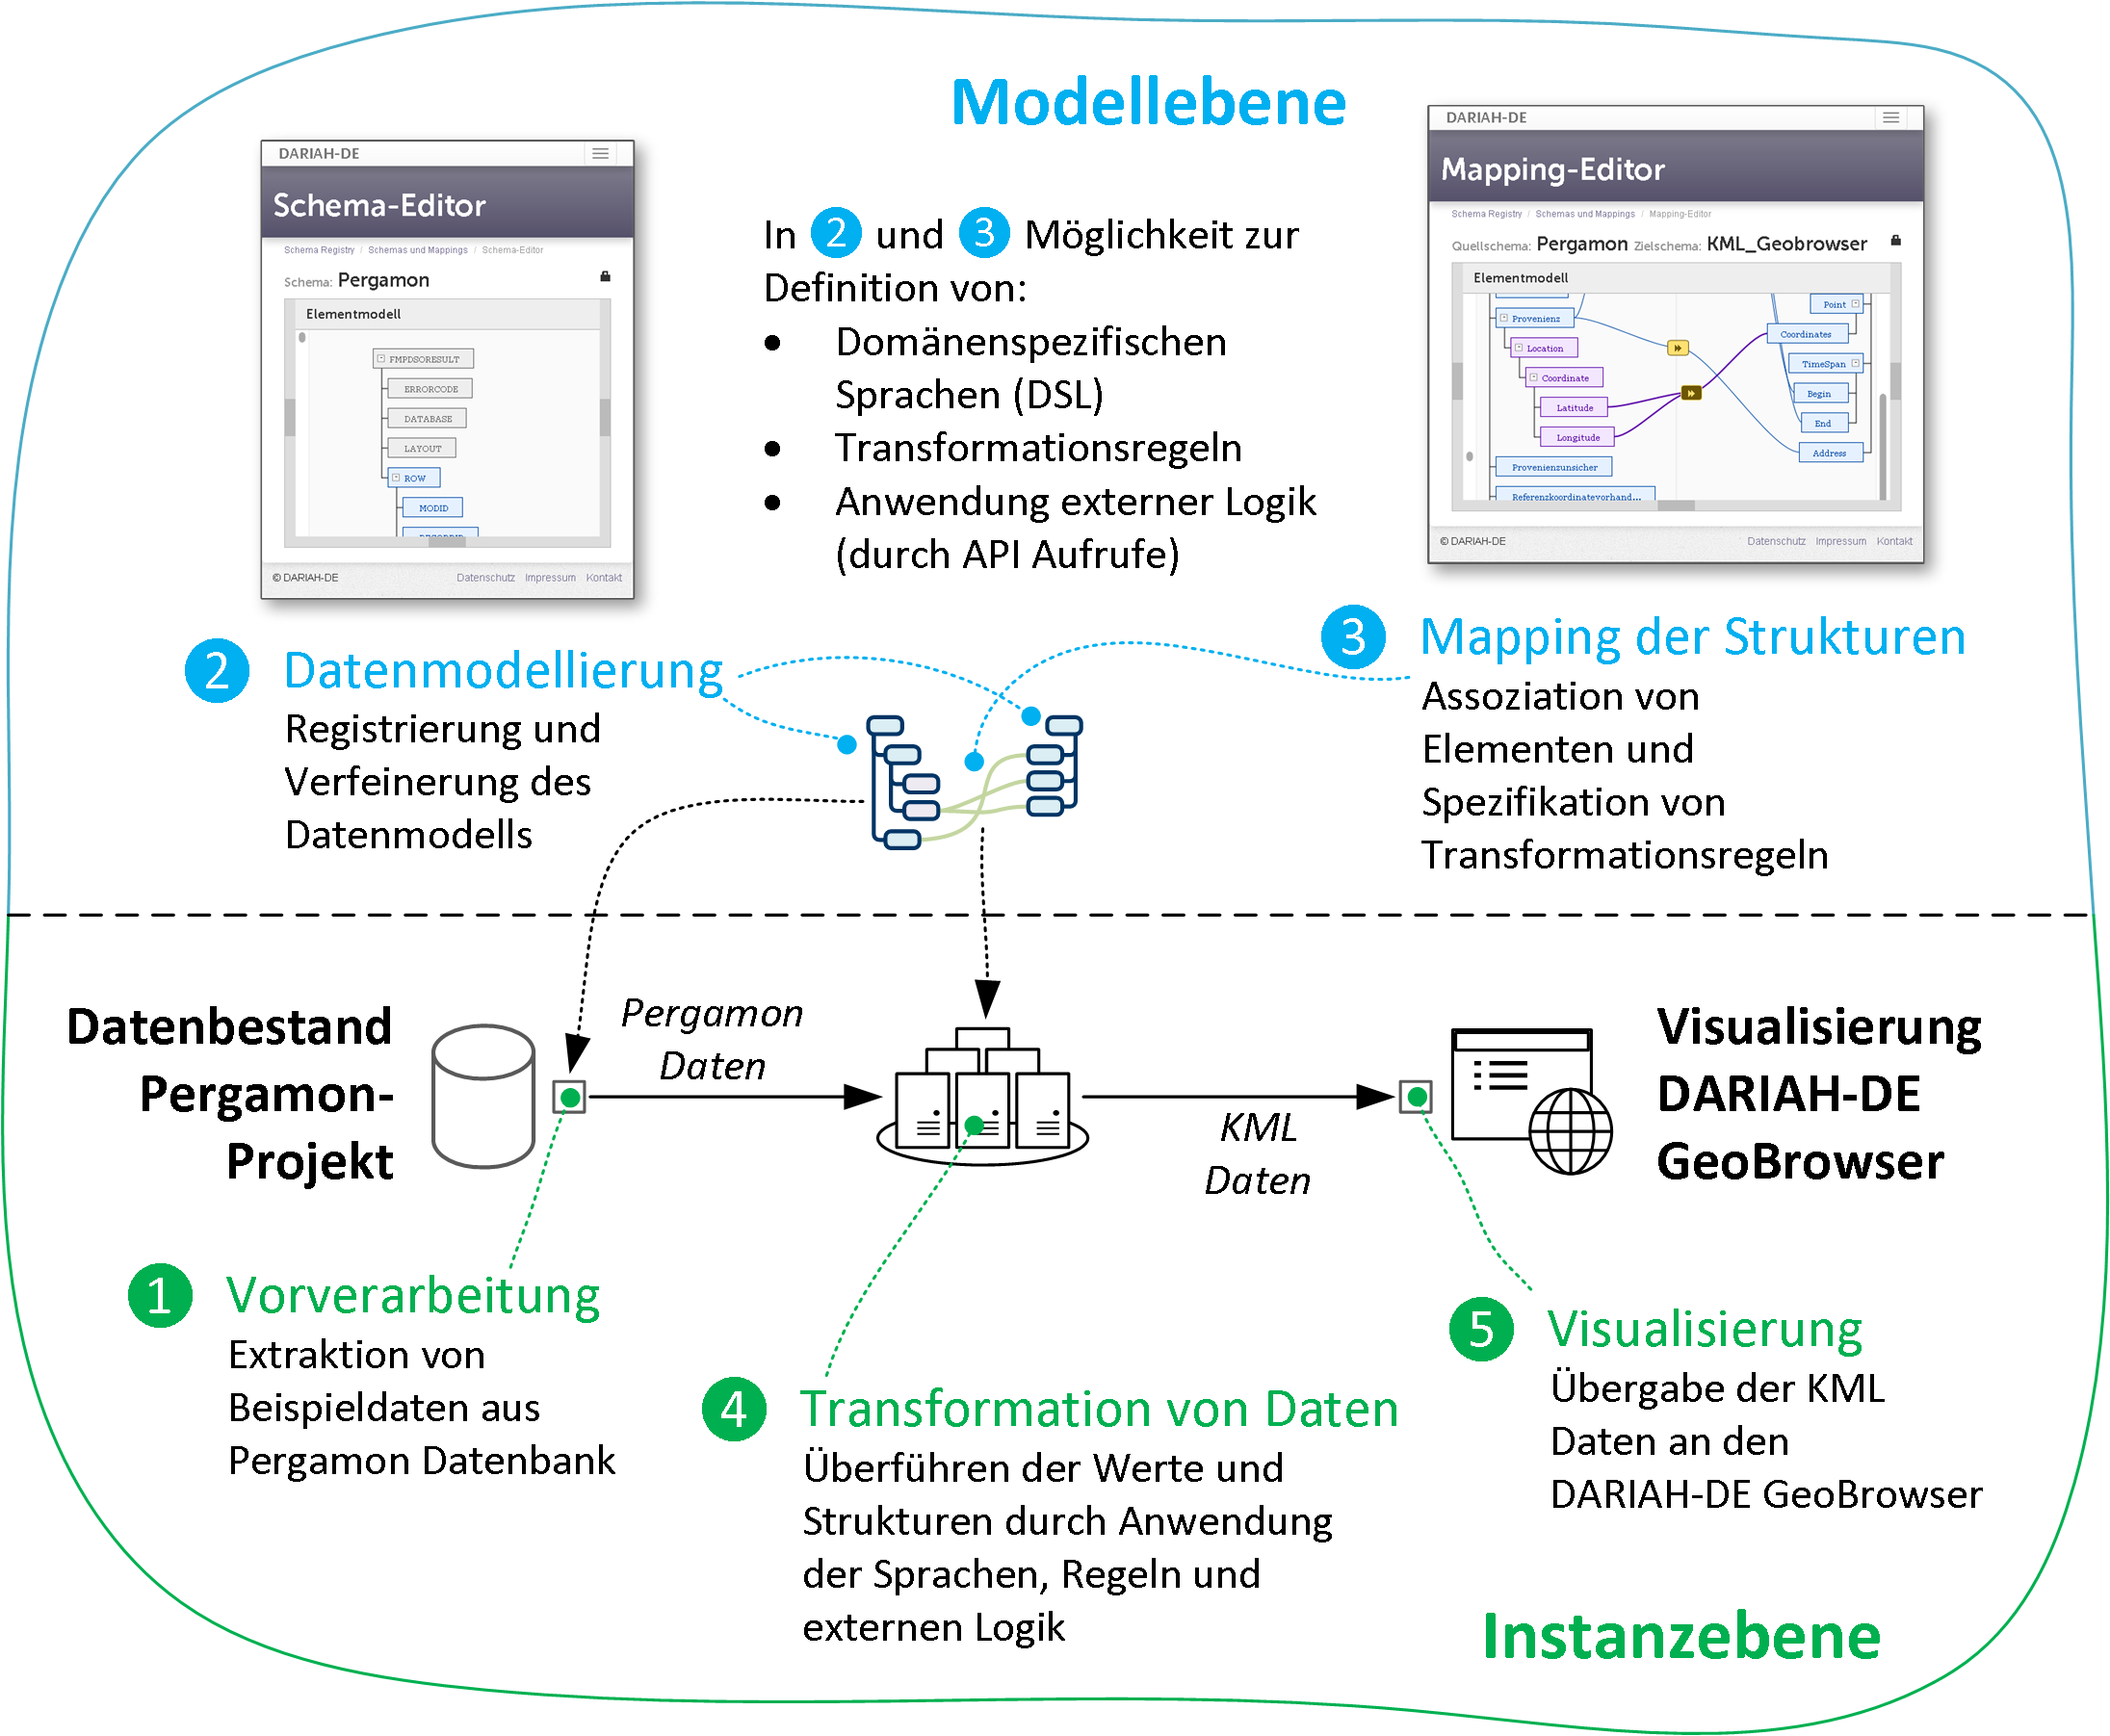 Modellebene
DARIAH-DE
Schema-Editor
Schema Registry / Schemas und Mappings / Schema-Editor
Schema: Pergamon
Elementmodell
FMPDSORESULT
ERRORCODE
DATABASE
LAYOUT
ROW
MODID
© DARIAH-DE
Datenschutz Impressum Kontakt
In 2 und 3 Möglichkeit zur
Definition von:
• Domänenspezifischen
Sprachen (DSL)
• Transformationsregeln
• Anwendung externer Logik
(durch API Aufrufe)
DARIAH-DE
Mapping-Editor
Schema Registry / Schemas und Mappings / Mapping-Editor
Quellschema: Pergamon Zielschema: KML_Geobrowser
Elementmodell
Provenienz
Location
Coordinate
Latitude
Longitude
Provenienzunsicher
Referenzkoordinatevorhand...
Point
Coordinates
TimeSpan
Begin
End
Address
© DARIAH-DE
Datenschutz Impressum Kontakt
2 Datenmodellierung
Registrierung und
Verfeinerung des
Datenmodells
3 Mapping der Strukturen
Assoziation von
Elementen und
Spezifikation von
Transformationsregeln
Datenbestand
Pergamon-
Projekt
Pergamon
Daten
KML
Daten
Visualisierung
DARIAH-DE
GeoBrowser
1 Vorverarbeitung
Extraktion von
Beispieldaten aus
Pergamon Datenbank
4 Transformation von Daten
Überführen der Werte und
Strukturen durch Anwendung
der Sprachen, Regeln und
externen Logik
5 Visualisierung
Übergabe der KML
Daten an den
DARIAH-DE GeoBrowser
Instanzebene